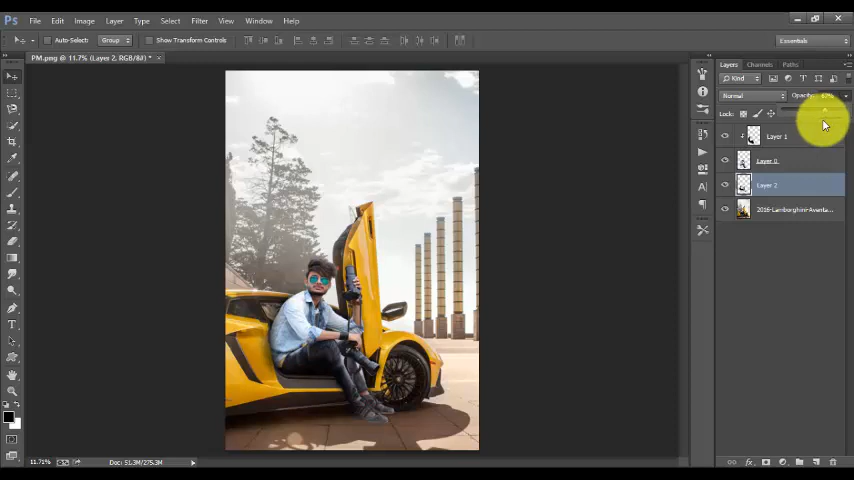 Ps File Edit Image Layer Type Select Filter View Window Help
Auto-Select: Group Show Transform Controls Essentials
PM.png @ 11.7% (Layer 2, RGB/8) *
Layers Channels Paths
Kind
Normal Opacity:
Lock:
Layer 1
Layer 0
Layer 2
2016-Lamborghini-Aventa...
11.71% Doc: 51.3M/275.3M